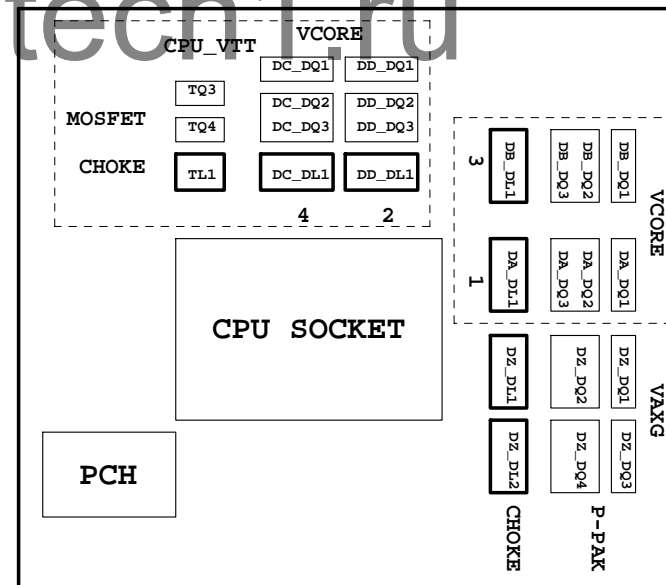 tech1.ru
VCORE
CPU_VTT
DC_DQ1 DD_DQ1
TQ3
DC_DQ2 DD_DQ2
MOSFET
TQ4 DC_DQ3 DD_DQ3
CHOKE TL1 DC_DL1 DD_DL1
4 2
3 DB_DL1 DB_DQ3 DB_DQ2 DB_DQ1
VCORE
1 DA_DL1 DA_DQ3 DA_DQ2 DA_DQ1
CPU SOCKET
DZ_DL1 DZ_DQ2 DZ_DQ1
VAXG
DZ_DL2 DZ_DQ4 DZ_DQ3
PCH
CHOKE P-PAK